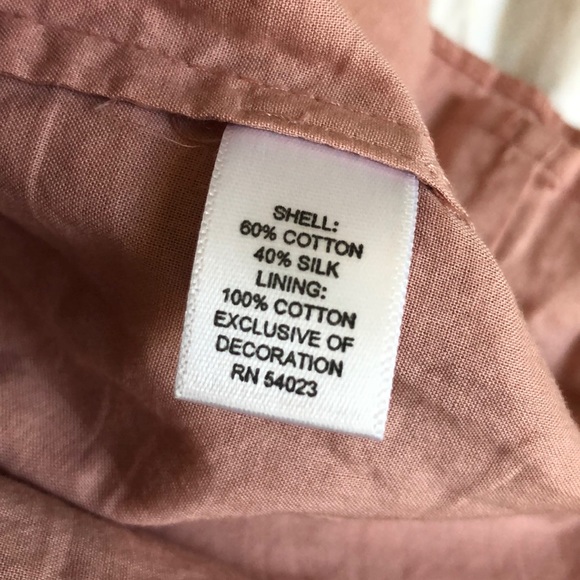 SHELL:
60% COTTON
40% SILK
LINING:
100% COTTON
EXCLUSIVE OF
DECORATION
RN 54023